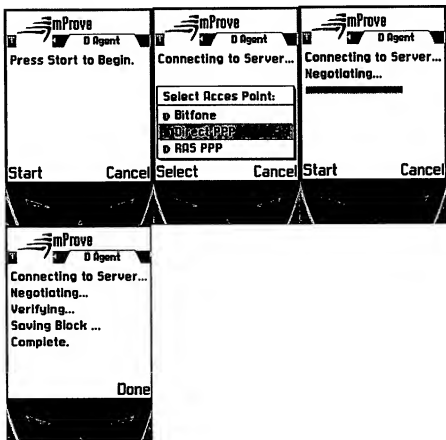 mProve
D Agent
Press Start to Begin.
Start Cancel
mProve
D Agent
Connecting to Server...
Select Acces Point:
D Bitfone
Direct PPP
D RAS PPP
Select Cancel
mProve
D Agent
Connecting to Server...
Negotiating...
Start Cancel
mProve
D Agent
Connecting to Server...
Negotiating...
Verifying...
Saving Block ...
Complete.
Done